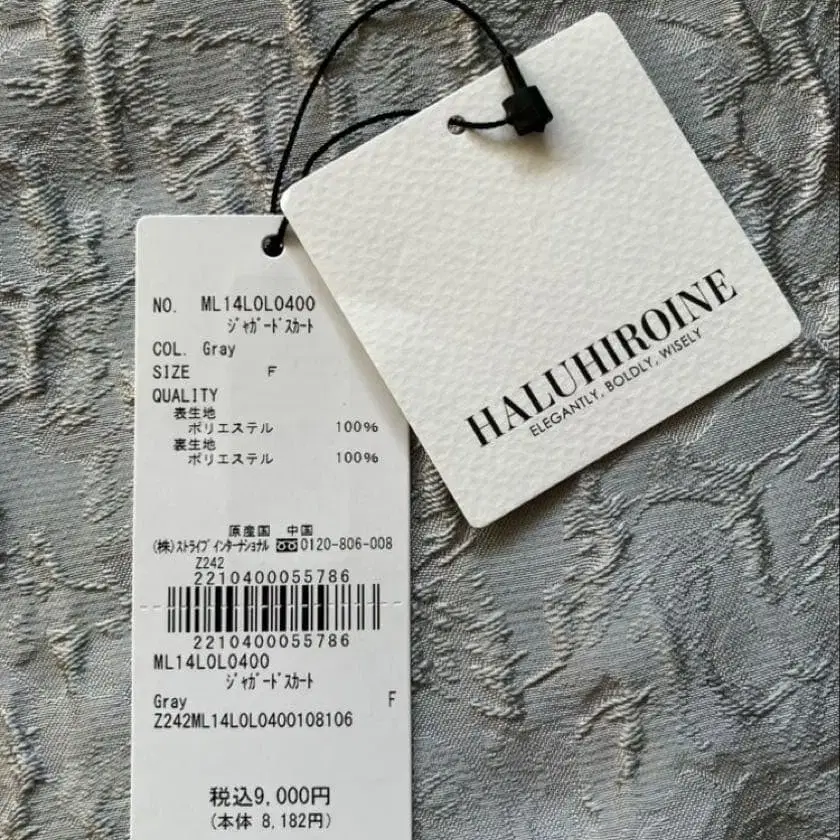 NO. ML14L0L0400
ｼﾞｬｶﾞｰﾄﾞｽｶｰﾄ
COL. Gray
SIZE F
QUALITY
表生地
ポリエステル 100%
裏生地
ポリエステル 100%
原産国 中国
(株)ｽﾄﾗｲﾌﾟｲﾝﾀｰﾅｼｮﾅﾙ 0120-806-008
Z242
2210400055786
2210400055786
ML14L0L0400
ｼﾞｬｶﾞｰﾄﾞｽｶｰﾄ
Gray F
Z242ML14L0L0400108106
税込9,000円
(本体 8,182円)
HALUHIROINE
ELEGANTLY, BOLDLY, WISELY